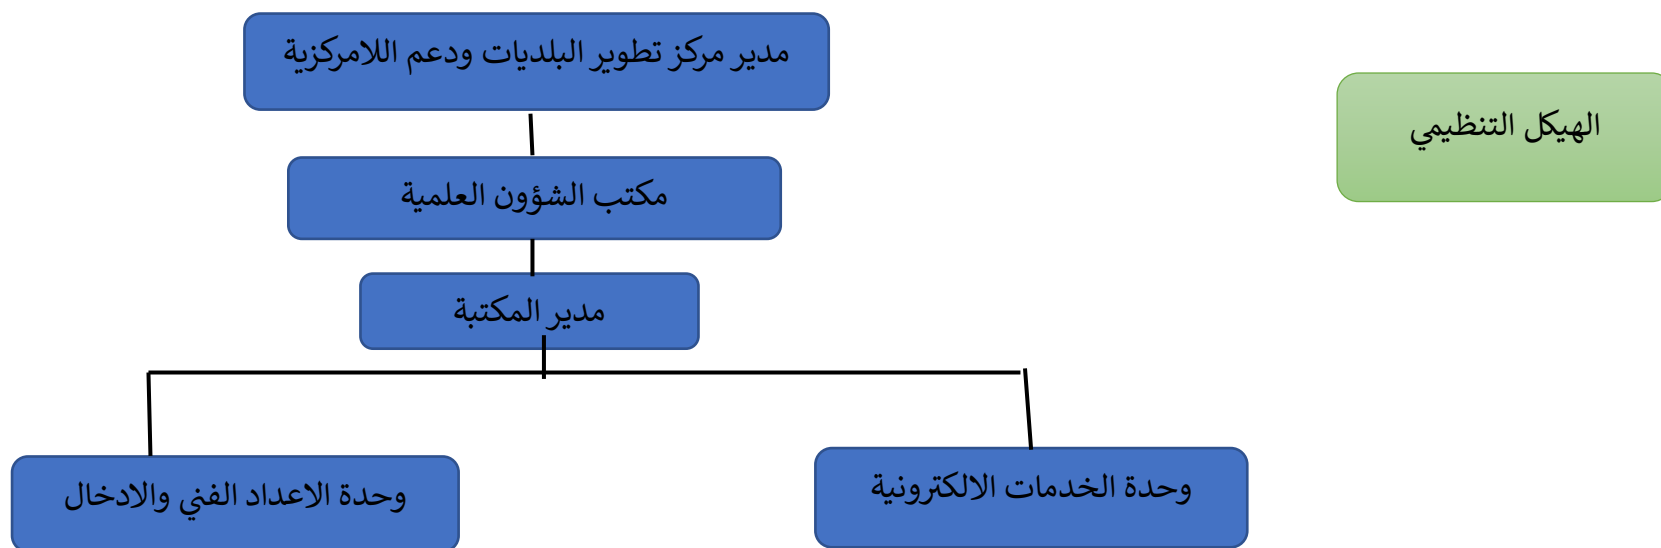 مدير مركز تطوير البلديات ودعم اللامركزية
الهيكل التنظيمي
مكتب الشؤون العلمية
مدير المكتبة
وحدة الخدمات الالكترونية
وحدة الاعداد الفني والادخال